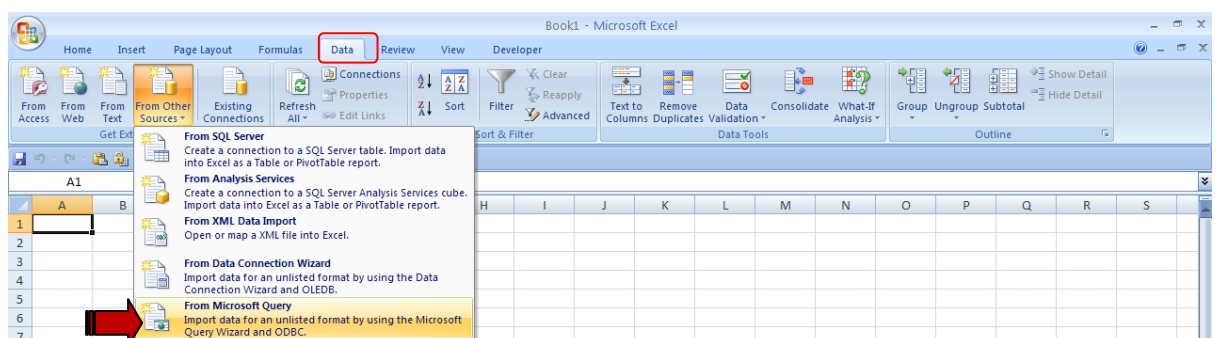 Book1 - Microsoft Excel
Home Insert Page Layout Formulas Data Review View Developer
Connections Clear Show Detail
Properties Reapply Hide Detail
From Access From Web From Text From Other Sources Existing Connections Refresh All Edit Links Sort Filter Advanced Text to Columns Remove Duplicates Data Validation Consolidate What-If Analysis Group Ungroup Subtotal
Get Ext Sort & Filter Data Tools Outline
From SQL Server
Create a connection to a SQL Server table. Import data
into Excel as a Table or PivotTable report.
A1
From Analysis Services
Create a connection to a SQL Server Analysis Services cube.
Import data into Excel as a Table or PivotTable report.
A B H I J K L M N O P Q R S
From XML Data Import
Open or map a XML file into Excel.
From Data Connection Wizard
Import data for an unlisted format by using the Data
Connection Wizard and OLEDB.
From Microsoft Query
Import data for an unlisted format by using the Microsoft
Query Wizard and ODBC.
1
2
3
4
5
6
7